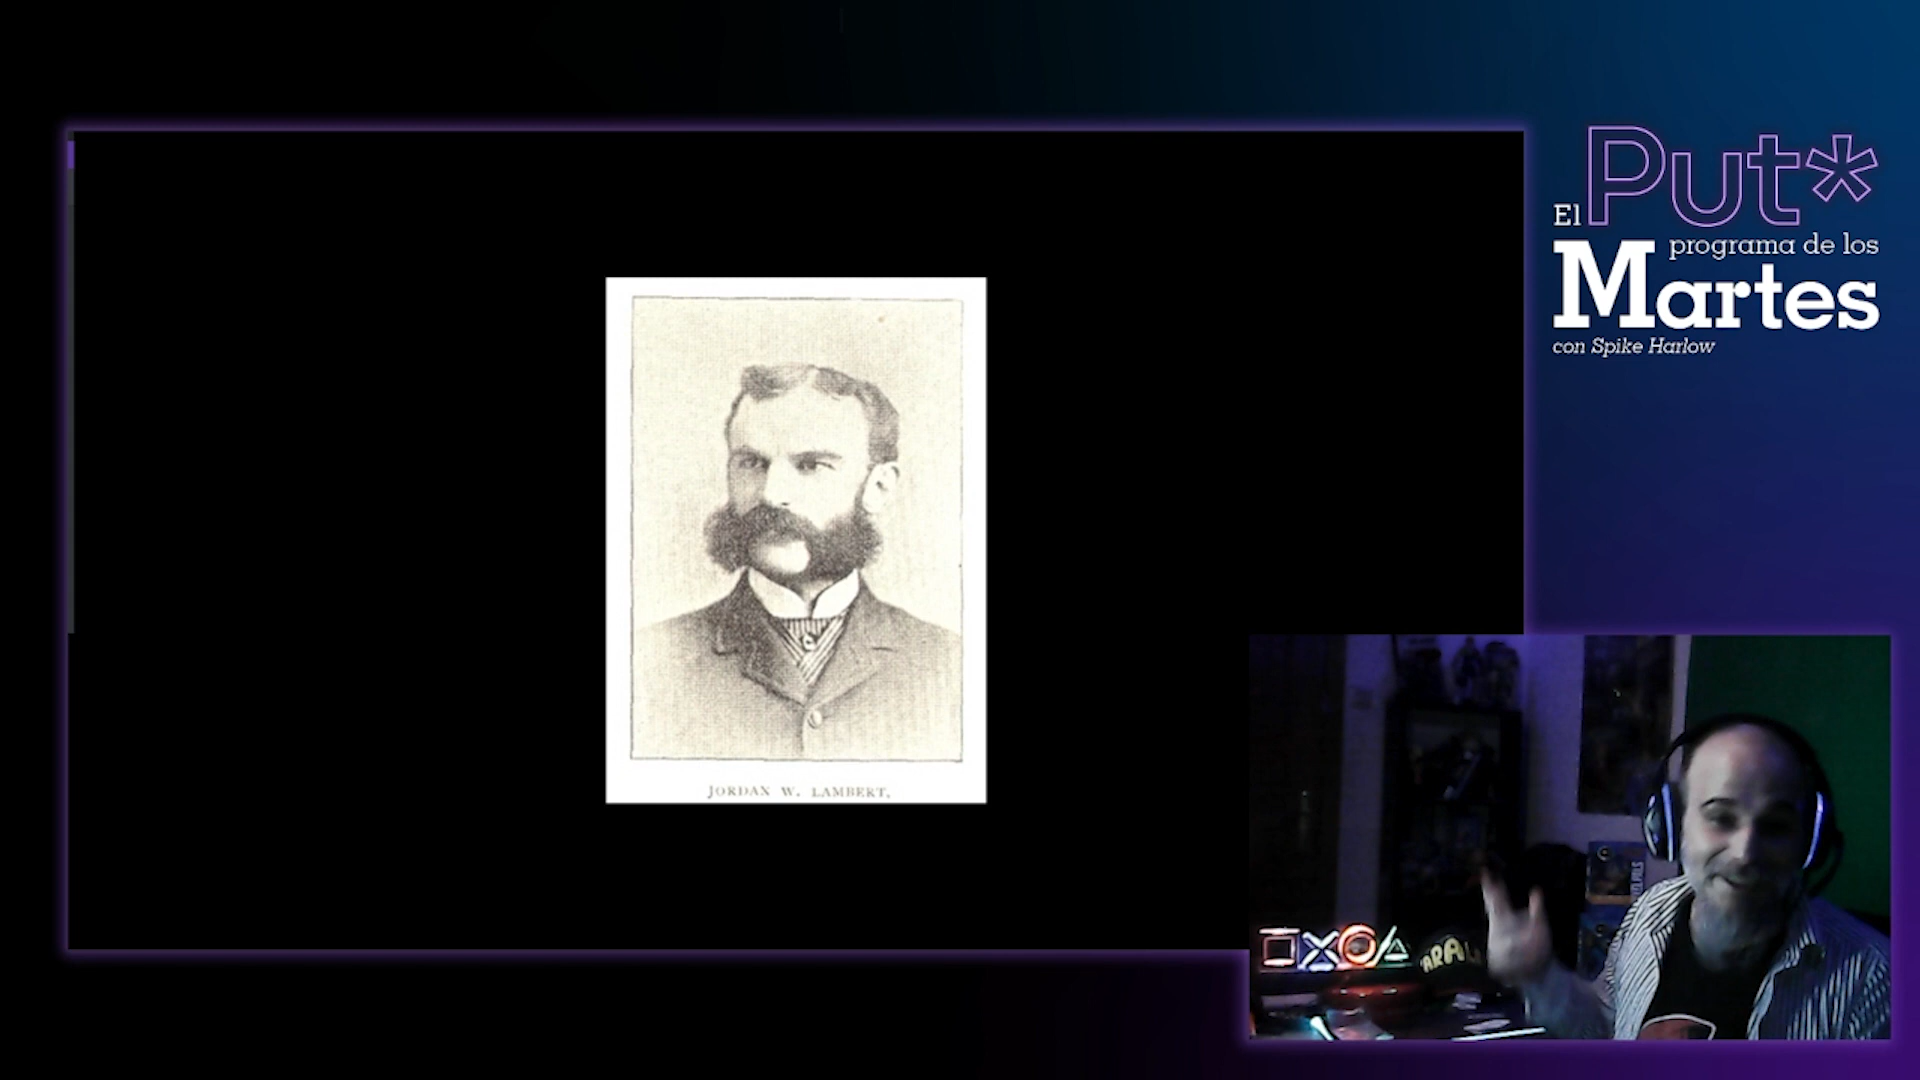 El Put*
programa de los
Martes
con Spike Harlow
JORDAN W. LAMBERT.